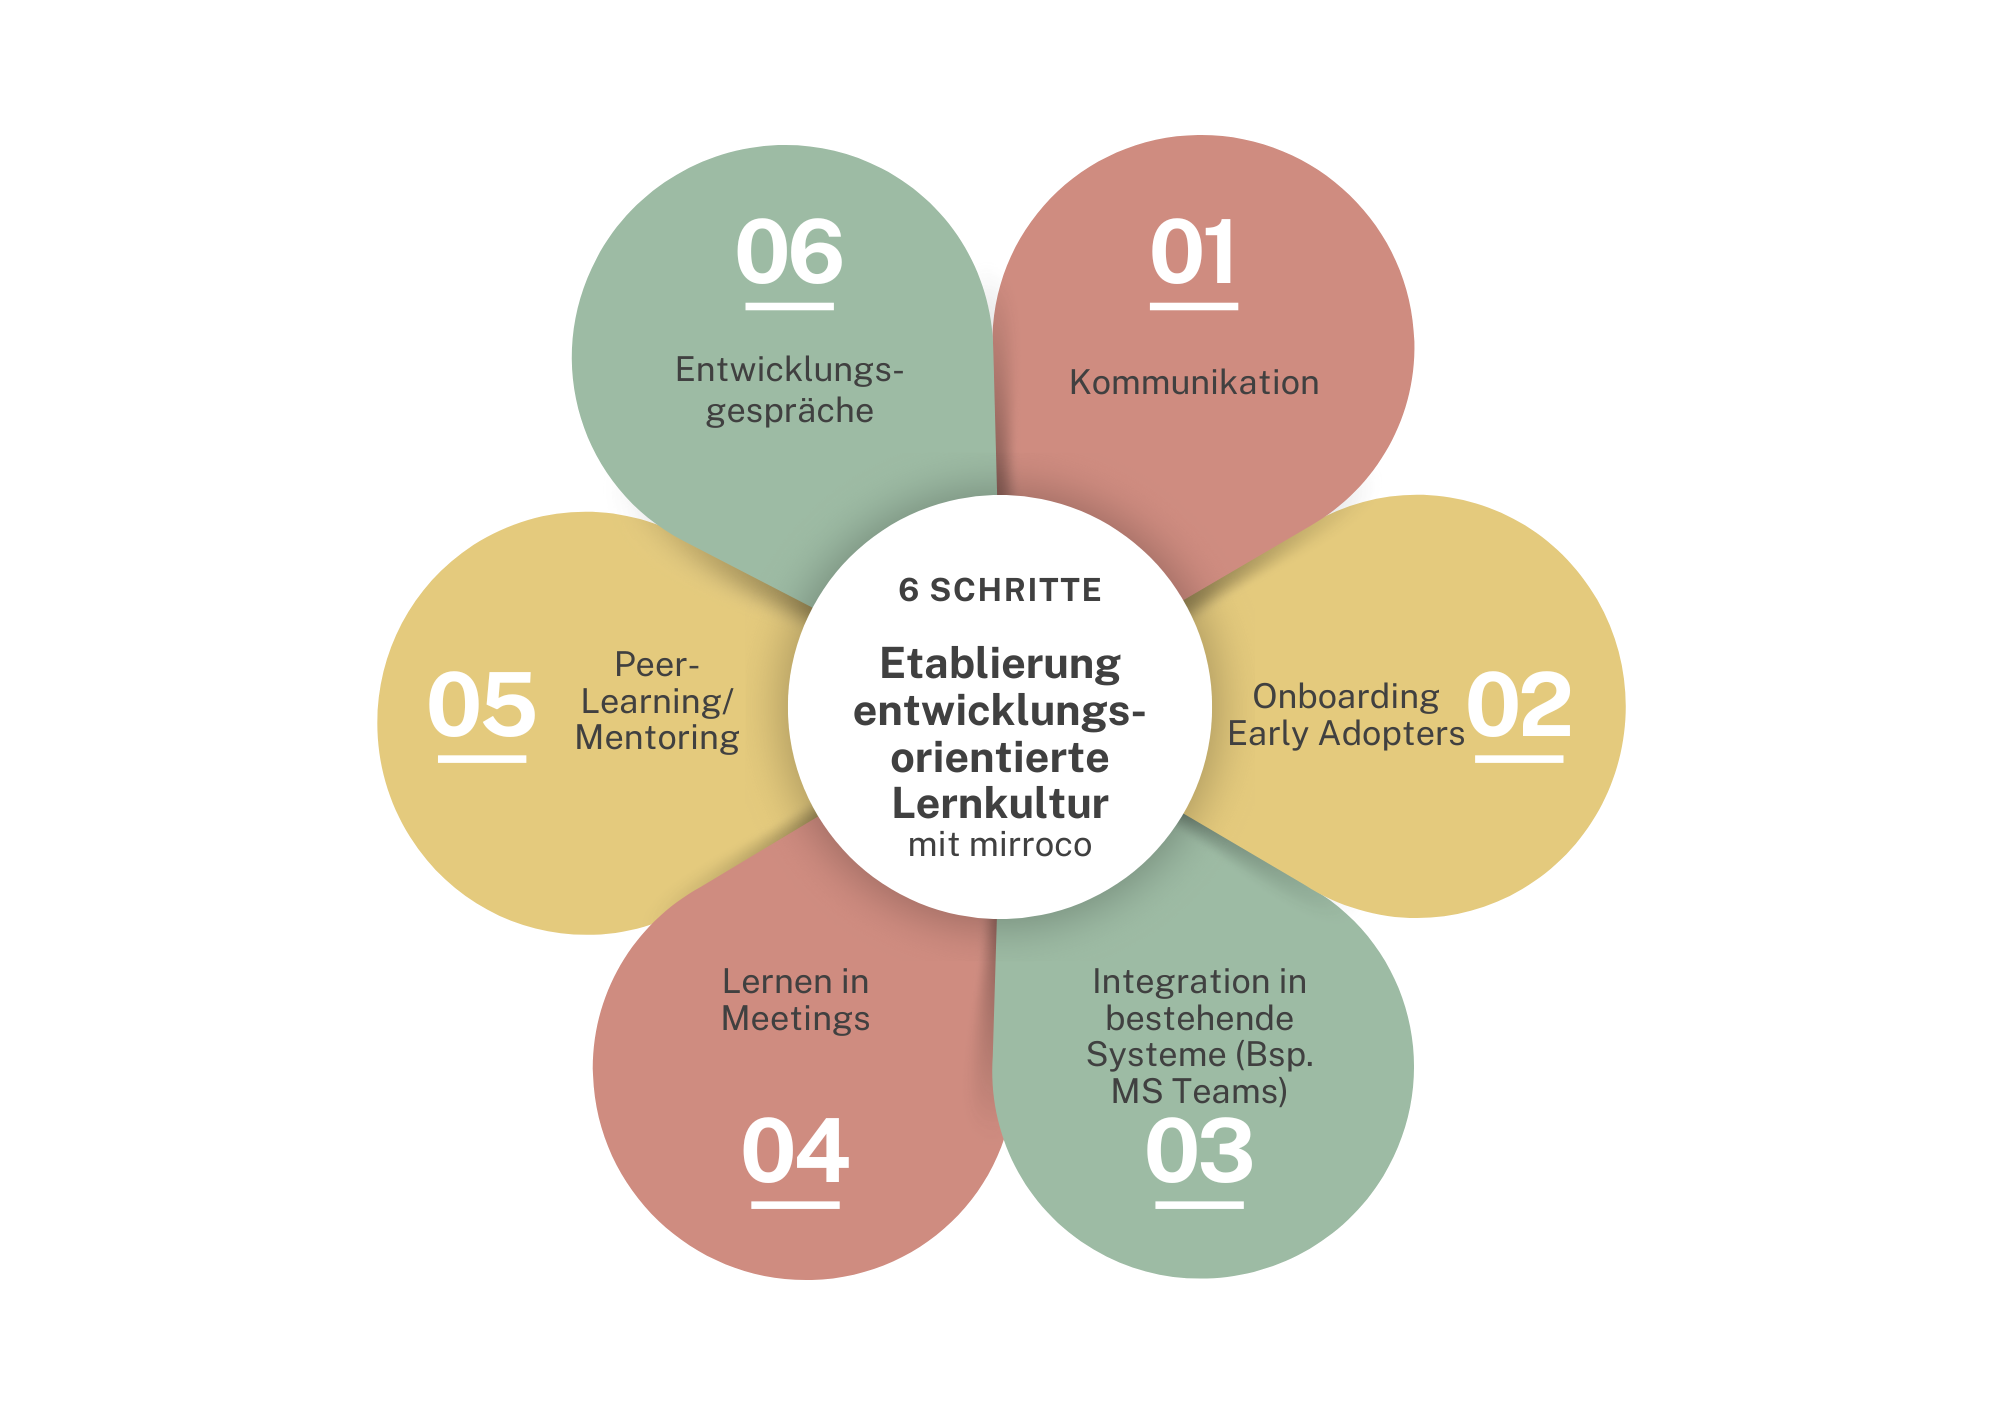 6 SCHRITTE
Etablierung
entwicklungs-
orientierte
Lernkultur
mit mirroco
01
Kommunikation
Onboarding
Early Adopters
02
Integration in
bestehende
Systeme (Bsp.
MS Teams)
03
Lernen in
Meetings
04
05
Peer-
Learning/
Mentoring
06
Entwicklungs-
gespräche